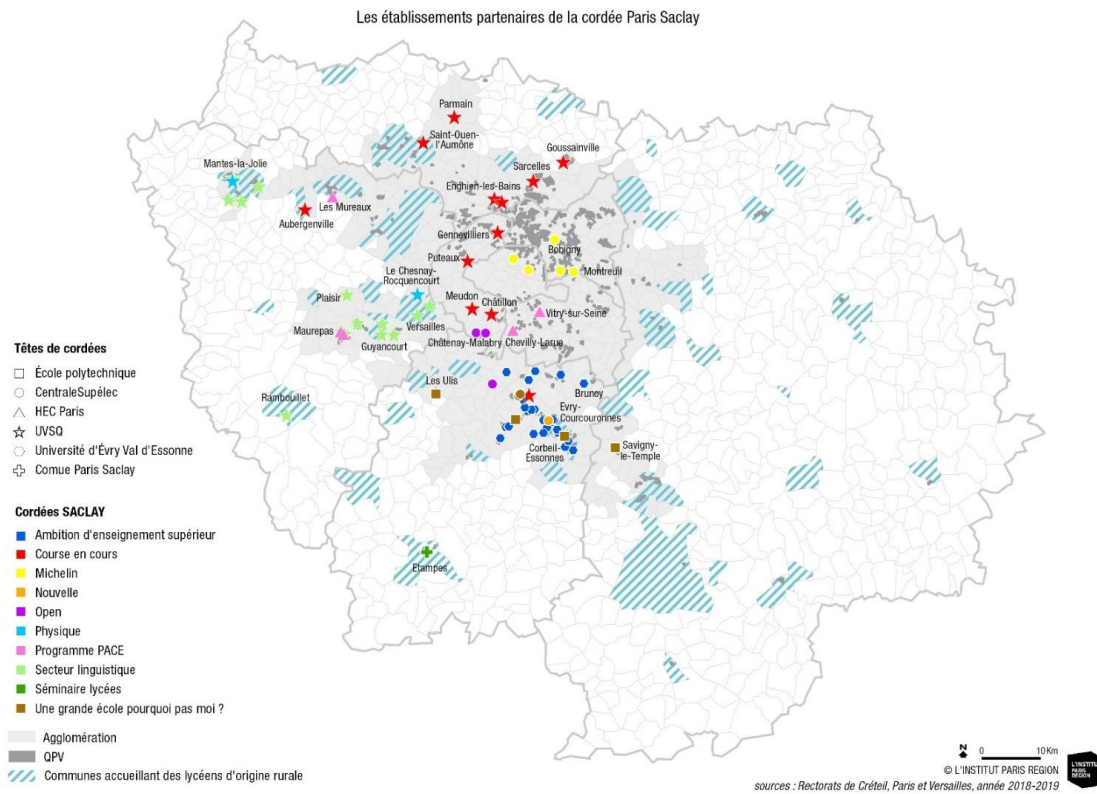 Les établissements partenaires de la cordée Paris Saclay
Parmain
Saint-Ouen-
l'Aumône
Goussainville
Sarcelles
Mantes-la-Jolie
Enghien-les-Bains
Les Mureaux
Aubergenville
Gennevilliers
Bobigny
Puteaux
Montreuil
Le Chesnay-
Rocquencourt
Plaisir
Meudon
Châtillon
Vitry-sur-Seine
Versailles
Maurepas
Guyancourt
Châtenay-Malabry
Chevilly-Larue
Les Ulis
Bruney
Rambouillet
Evry-
Courcouronnes
Savigny-
le-Temple
Corbeil-
Essonnes
Etampes
Têtes de cordées
École polytechnique
CentraleSupélec
HEC Paris
UVSQ
Université d'Évry Val d'Essonne
Comue Paris Saclay
Cordées SACLAY
Ambition d'enseignement supérieur
Course en cours
Michelin
Nouvelle
Open
Physique
Programme PACE
Secteur linguistique
Séminaire lycées
Une grande école pourquoi pas moi ?
Agglomération
QPV
Communes accueillant des lycéens d'origine rurale
N
0 10 Km
© L'INSTITUT PARIS REGION
sources : Rectorats de Créteil, Paris et Versailles, année 2018-2019
L'INSTITUT
PARIS
REGION